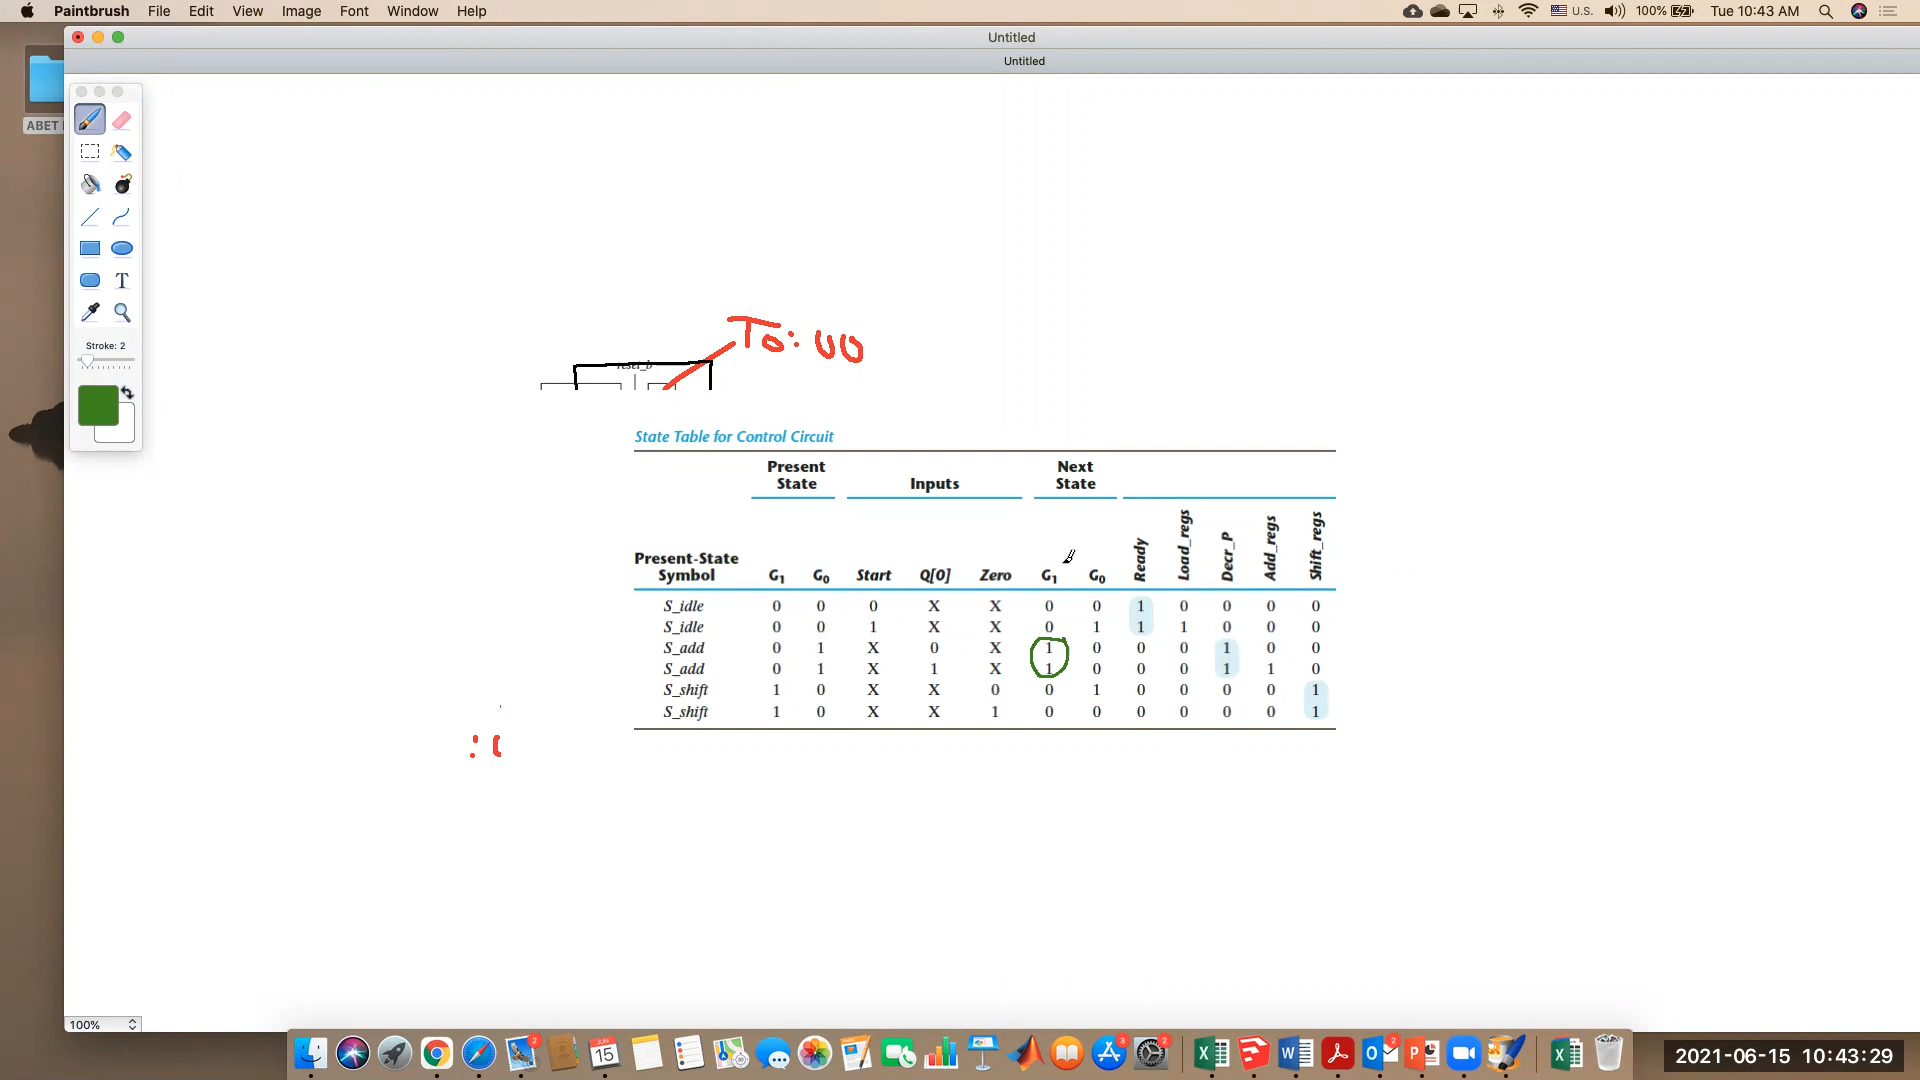 Paintbrush File Edit View Image Font Window Help
U.S. 100% Tue 10:43 AM
Untitled
Untitled
ABET
Stroke: 2
To: 00
reset_b
State Table for Control Circuit
Present State Inputs Next State
Present-State Symbol G1 G0 Start Q[0] Zero G1 G0 Ready Load_regs Decr_P Add_regs Shift_regs
S_idle 0 0 0 X X 0 0 1 0 0 0 0
S_idle 0 0 1 X X 0 1 1 1 0 0 0
S_add 0 1 X 0 X 1 0 0 0 1 0 0
S_add 0 1 X 1 X 1 0 0 0 1 1 0
S_shift 1 0 X X 0 0 1 0 0 0 0 1
S_shift 1 0 X X 1 0 0 0 0 0 0 1
100%
2021-06-15 10:43:29